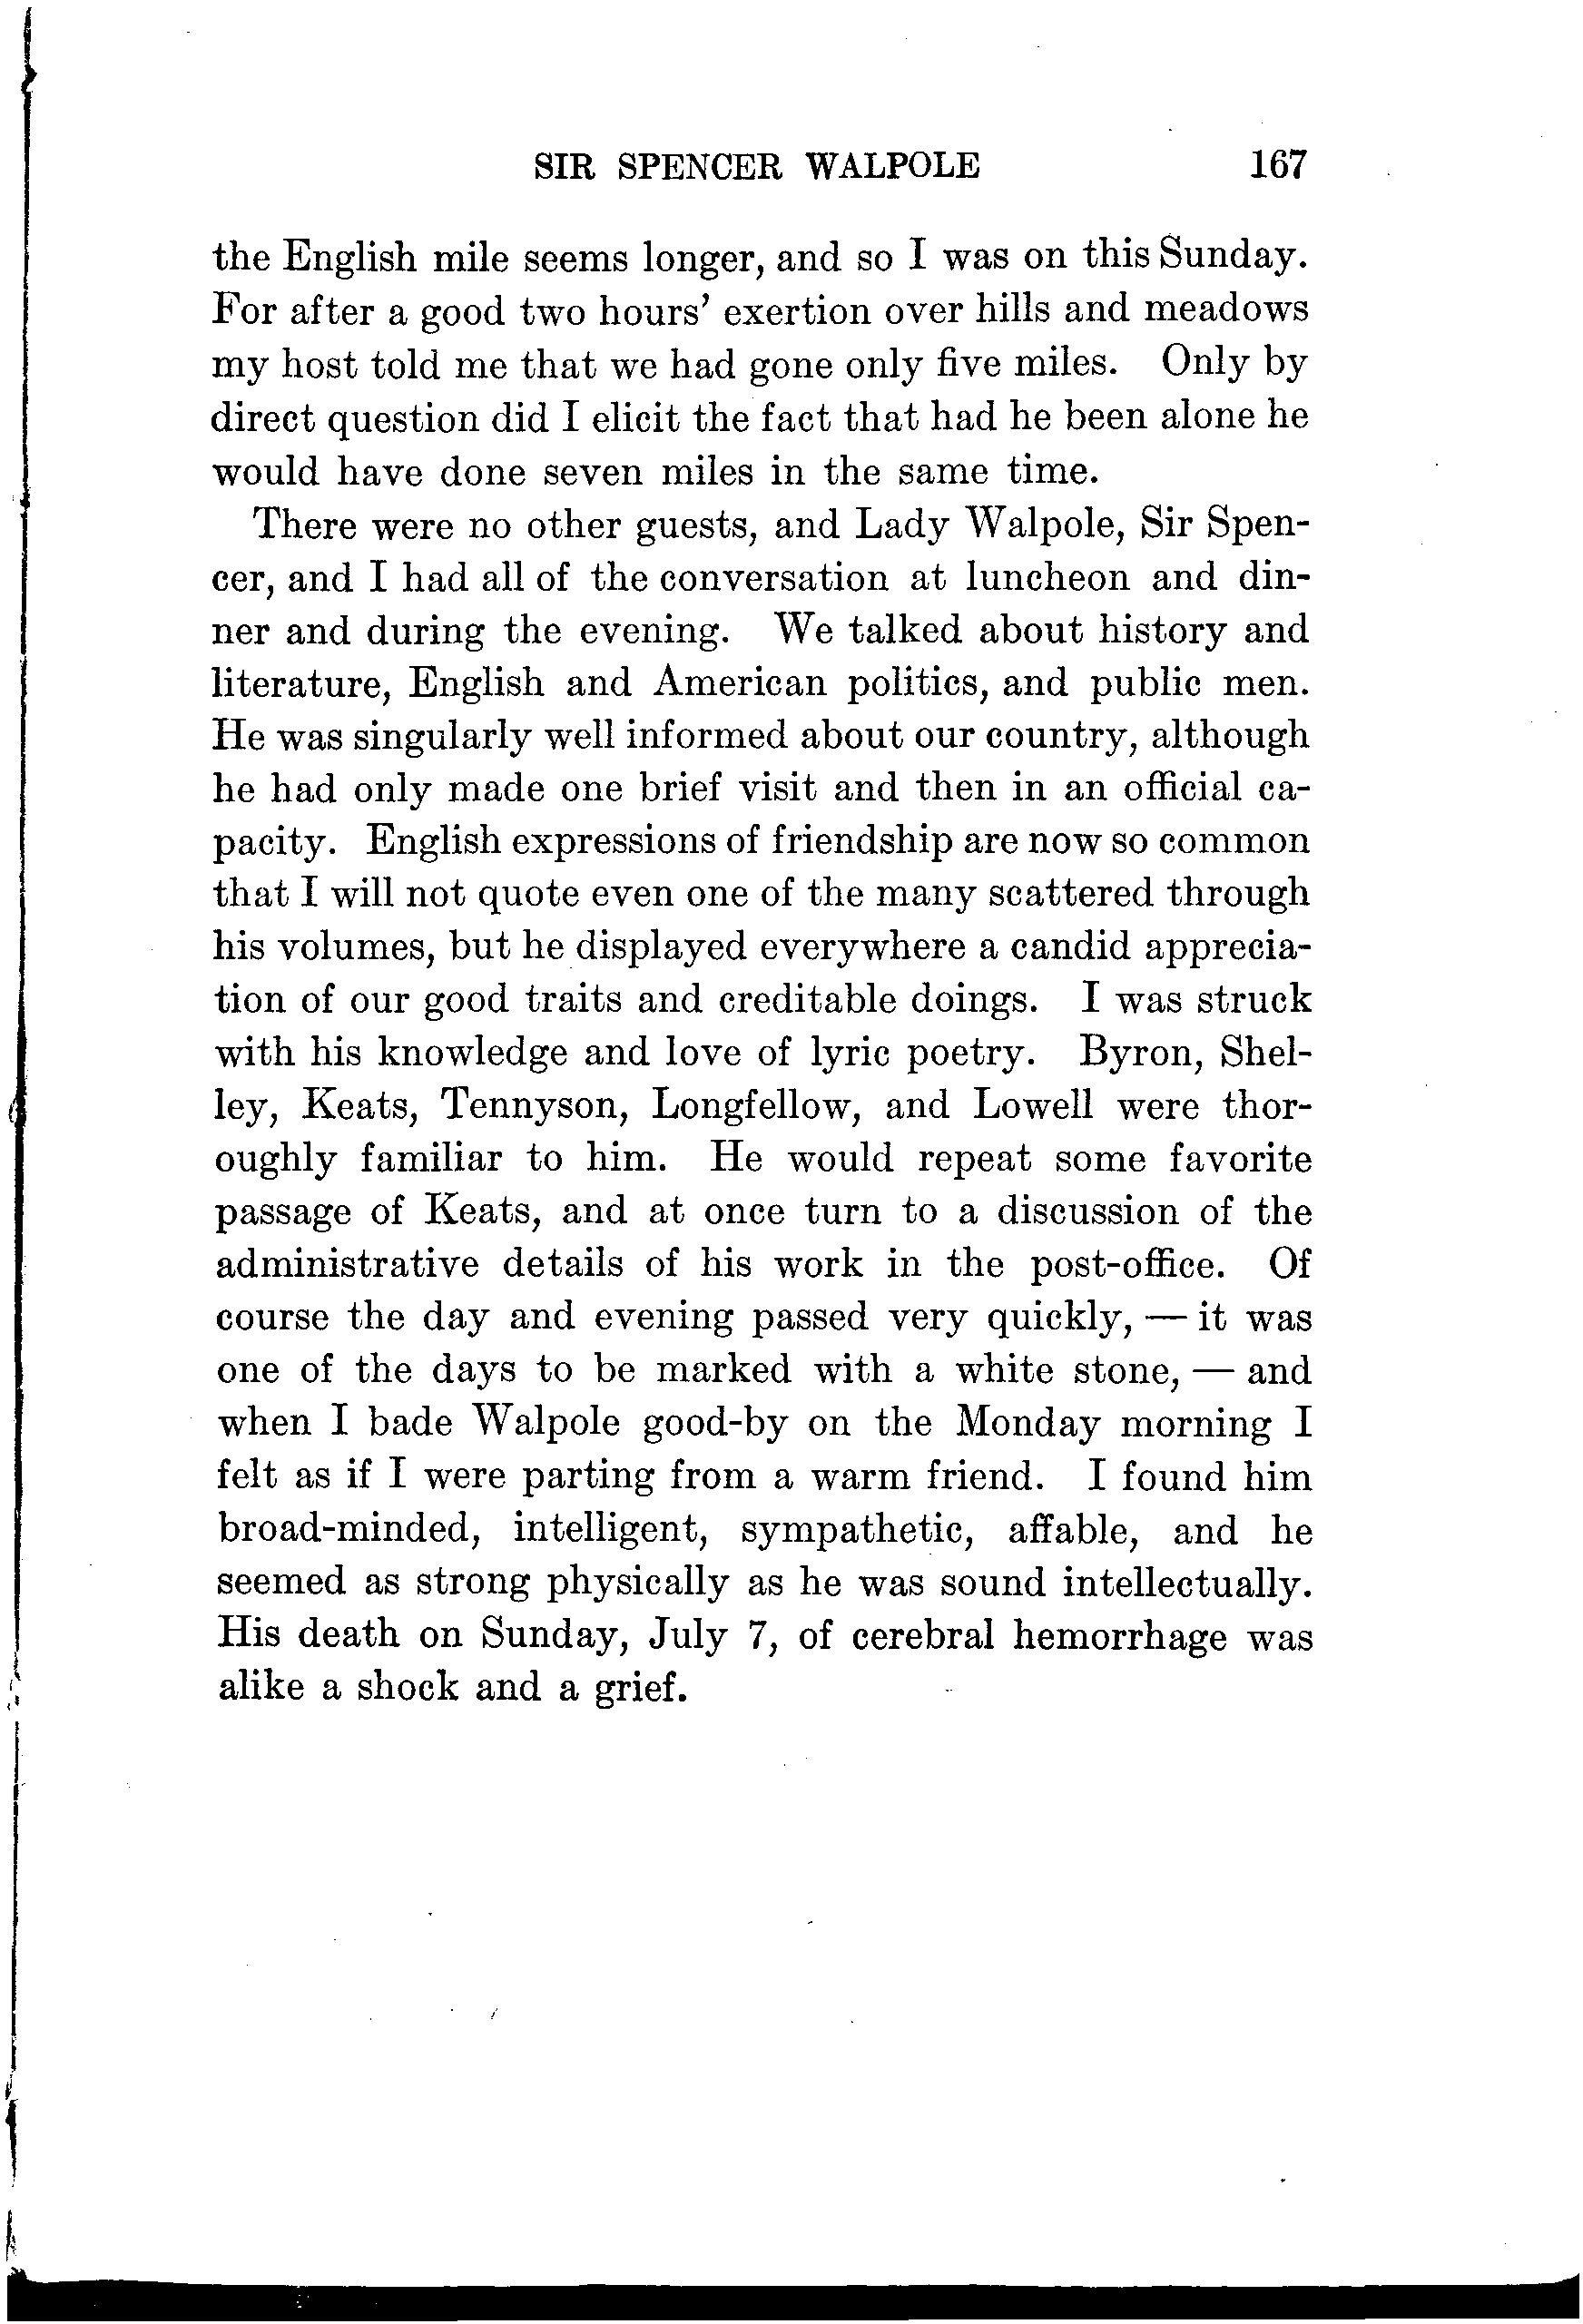 SIR SPENCER WALPOLE 167
the English mile seems longer, and so I was on this Sunday.
For after a good two hours' exertion over hills and meadows
my host told me that we had gone only five miles. Only by
direct question did I elicit the fact that had he been alone he
would have done seven miles in the same time.
There were no other guests, and Lady Walpole, Sir Spen-
cer, and I had all of the conversation at luncheon and din-
ner and during the evening. We talked about history and
literature, English and American politics, and public men.
He was singularly well informed about our country, although
he had only made one brief visit and then in an official ca-
pacity. English expressions of friendship are now so common
that I will not quote even one of the many scattered through
his volumes, but he displayed everywhere a candid apprecia-
tion of our good traits and creditable doings. I was struck
with his knowledge and love of lyric poetry. Byron, Shel-
ley, Keats, Tennyson, Longfellow, and Lowell were thor-
oughly familiar to him. He would repeat some favorite
passage of Keats, and at once turn to a discussion of the
administrative details of his work in the post-office. Of
course the day and evening passed very quickly, — it was
one of the days to be marked with a white stone, — and
when I bade Walpole good-by on the Monday morning I
felt as if I were parting from a warm friend. I found him
broad-minded, intelligent, sympathetic, affable, and he
seemed as strong physically as he was sound intellectually.
His death on Sunday, July 7, of cerebral hemorrhage was
alike a shock and a grief.